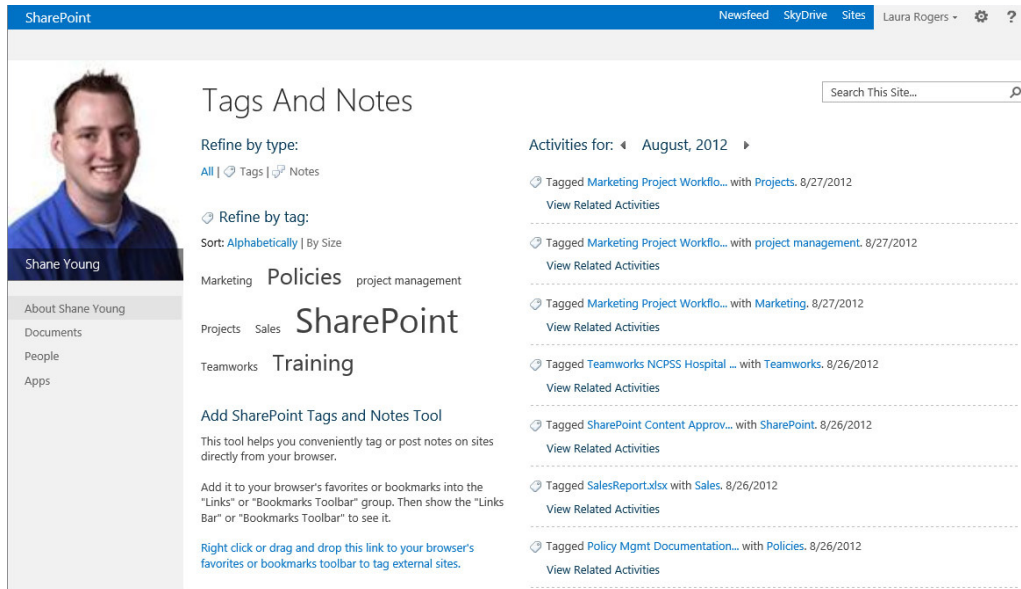 SharePoint
Newsfeed SkyDrive Sites Laura Rogers ?
Tags And Notes
Search This Site...
Shane Young
About Shane Young
Documents
People
Apps
Refine by type:
All | Tags | Notes
Refine by tag:
Sort: Alphabetically | By Size
Marketing Policies project management
Projects Sales SharePoint
Teamworks Training
Add SharePoint Tags and Notes Tool
This tool helps you conveniently tag or post notes on sites
directly from your browser.
Add it to your browser's favorites or bookmarks into the
"Links" or "Bookmarks Toolbar" group. Then show the "Links
Bar" or "Bookmarks Toolbar" to see it.
Right click or drag and drop this link to your browser's
favorites or bookmarks toolbar to tag external sites.
Activities for: August, 2012
Tagged Marketing Project Workflo... with Projects. 8/27/2012
View Related Activities
Tagged Marketing Project Workflo... with project management. 8/27/2012
View Related Activities
Tagged Marketing Project Workflo... with Marketing. 8/27/2012
View Related Activities
Tagged Teamworks NCPSS Hospital ... with Teamworks. 8/26/2012
View Related Activities
Tagged SharePoint Content Approv... with SharePoint. 8/26/2012
View Related Activities
Tagged SalesReport.xlsx with Sales. 8/26/2012
View Related Activities
Tagged Policy Mgmt Documentation... with Policies. 8/26/2012
View Related Activities